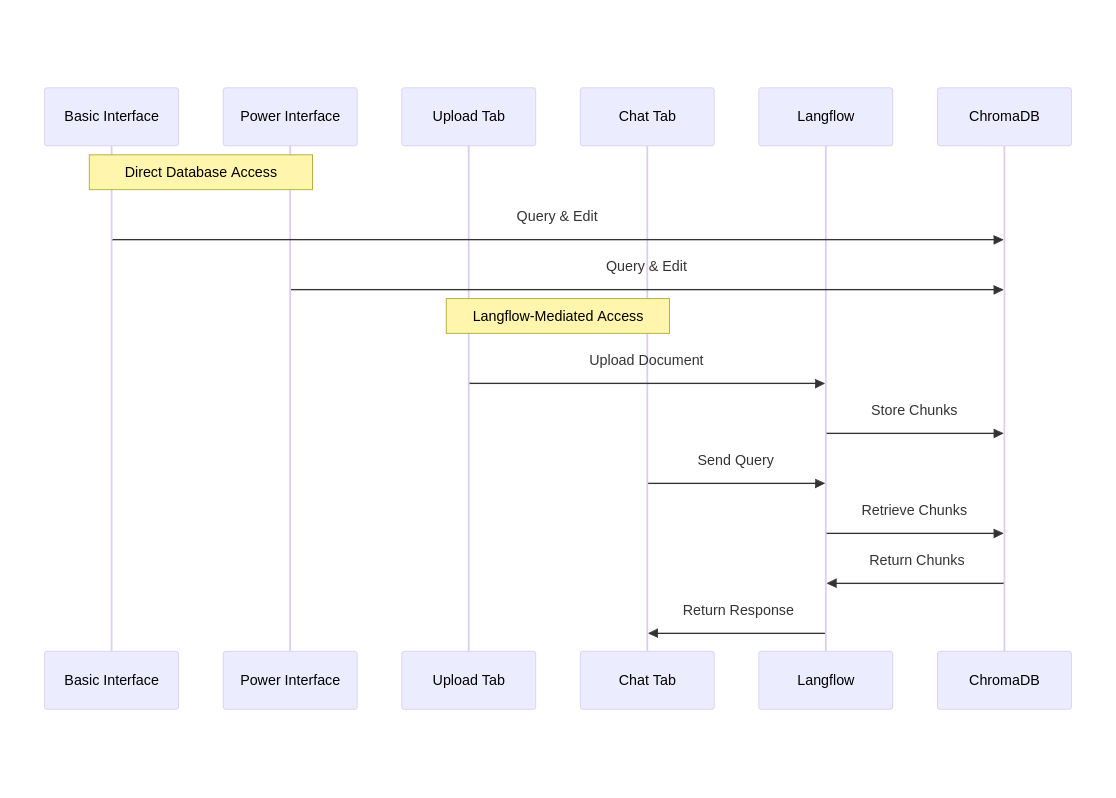 Basic Interface
Power Interface
Upload Tab
Chat Tab
Langflow
ChromaDB
Direct Database Access
Query & Edit
Query & Edit
Langflow-Mediated Access
Upload Document
Store Chunks
Send Query
Retrieve Chunks
Return Chunks
Return Response
Basic Interface
Power Interface
Upload Tab
Chat Tab
Langflow
ChromaDB